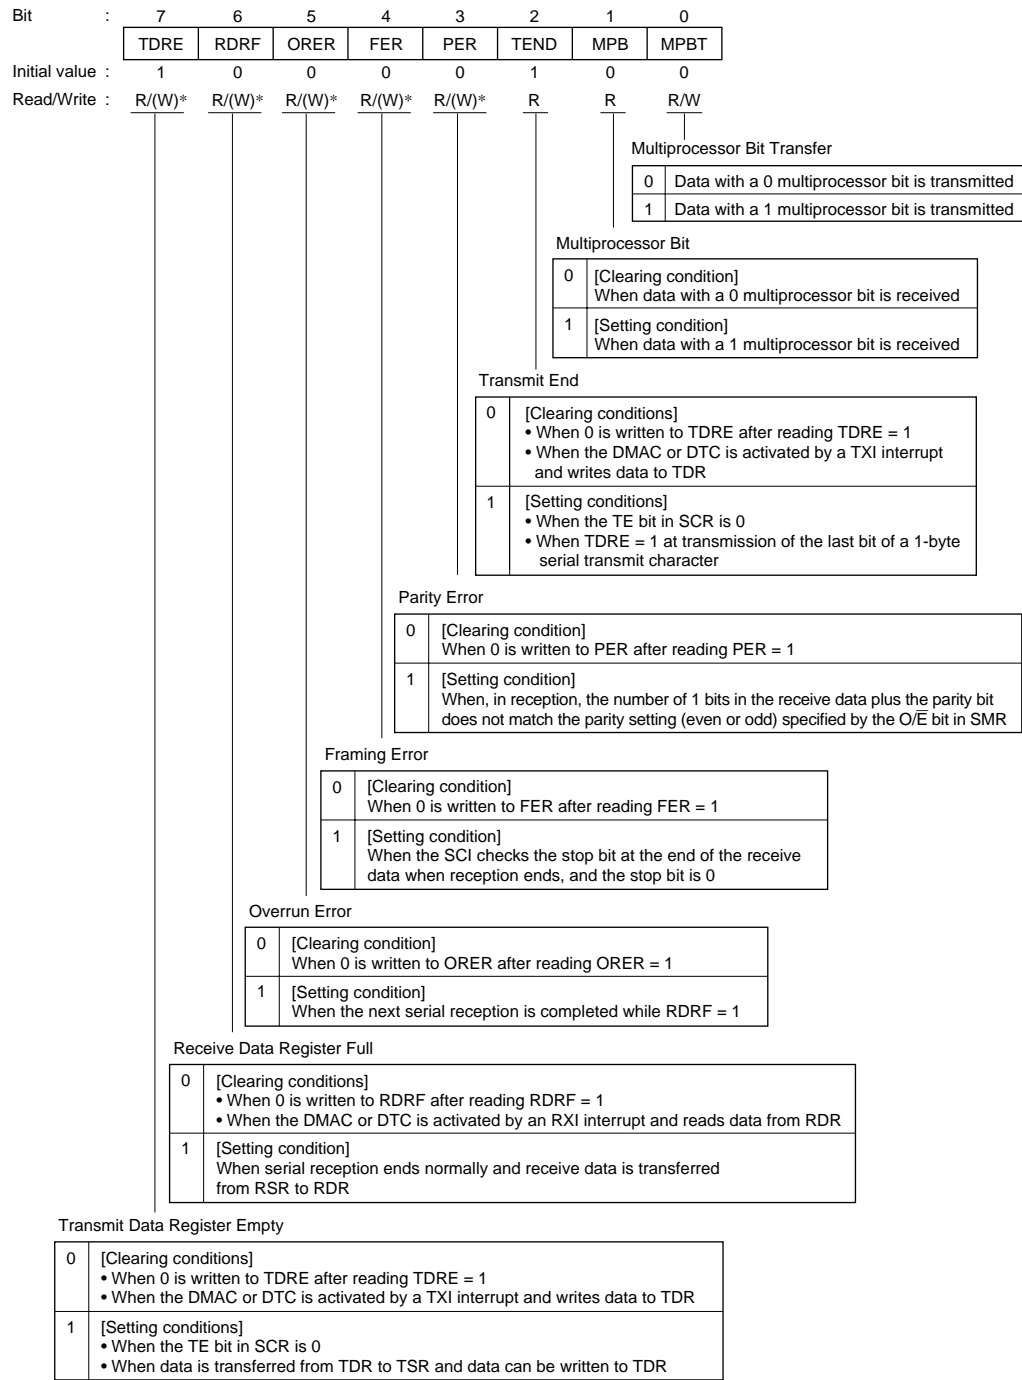 Bit : 7 6 5 4 3 2 1 0
TDRE RDRF ORER FER PER TEND MPB MPBT
Initial value : 1 0 0 0 0 1 0 0
Read/Write : R/(W)* R/(W)* R/(W)* R/(W)* R/(W)* R R R/W
Multiprocessor Bit Transfer
0 Data with a 0 multiprocessor bit is transmitted
1 Data with a 1 multiprocessor bit is transmitted
Multiprocessor Bit
0 [Clearing condition]
When data with a 0 multiprocessor bit is received
1 [Setting condition]
When data with a 1 multiprocessor bit is received
Transmit End
0 [Clearing conditions]
• When 0 is written to TDRE after reading TDRE = 1
• When the DMAC or DTC is activated by a TXI interrupt
and writes data to TDR
1 [Setting conditions]
• When the TE bit in SCR is 0
• When TDRE = 1 at transmission of the last bit of a 1-byte
serial transmit character
Parity Error
0 [Clearing condition]
When 0 is written to PER after reading PER = 1
1 [Setting condition]
When, in reception, the number of 1 bits in the receive data plus the parity bit
does not match the parity setting (even or odd) specified by the O/E̅ bit in SMR
Framing Error
0 [Clearing condition]
When 0 is written to FER after reading FER = 1
1 [Setting condition]
When the SCI checks the stop bit at the end of the receive
data when reception ends, and the stop bit is 0
Overrun Error
0 [Clearing condition]
When 0 is written to ORER after reading ORER = 1
1 [Setting condition]
When the next serial reception is completed while RDRF = 1
Receive Data Register Full
0 [Clearing conditions]
• When 0 is written to RDRF after reading RDRF = 1
• When the DMAC or DTC is activated by an RXI interrupt and reads data from RDR
1 [Setting condition]
When serial reception ends normally and receive data is transferred
from RSR to RDR
Transmit Data Register Empty
0 [Clearing conditions]
• When 0 is written to TDRE after reading TDRE = 1
• When the DMAC or DTC is activated by a TXI interrupt and writes data to TDR
1 [Setting conditions]
• When the TE bit in SCR is 0
• When data is transferred from TDR to TSR and data can be written to TDR